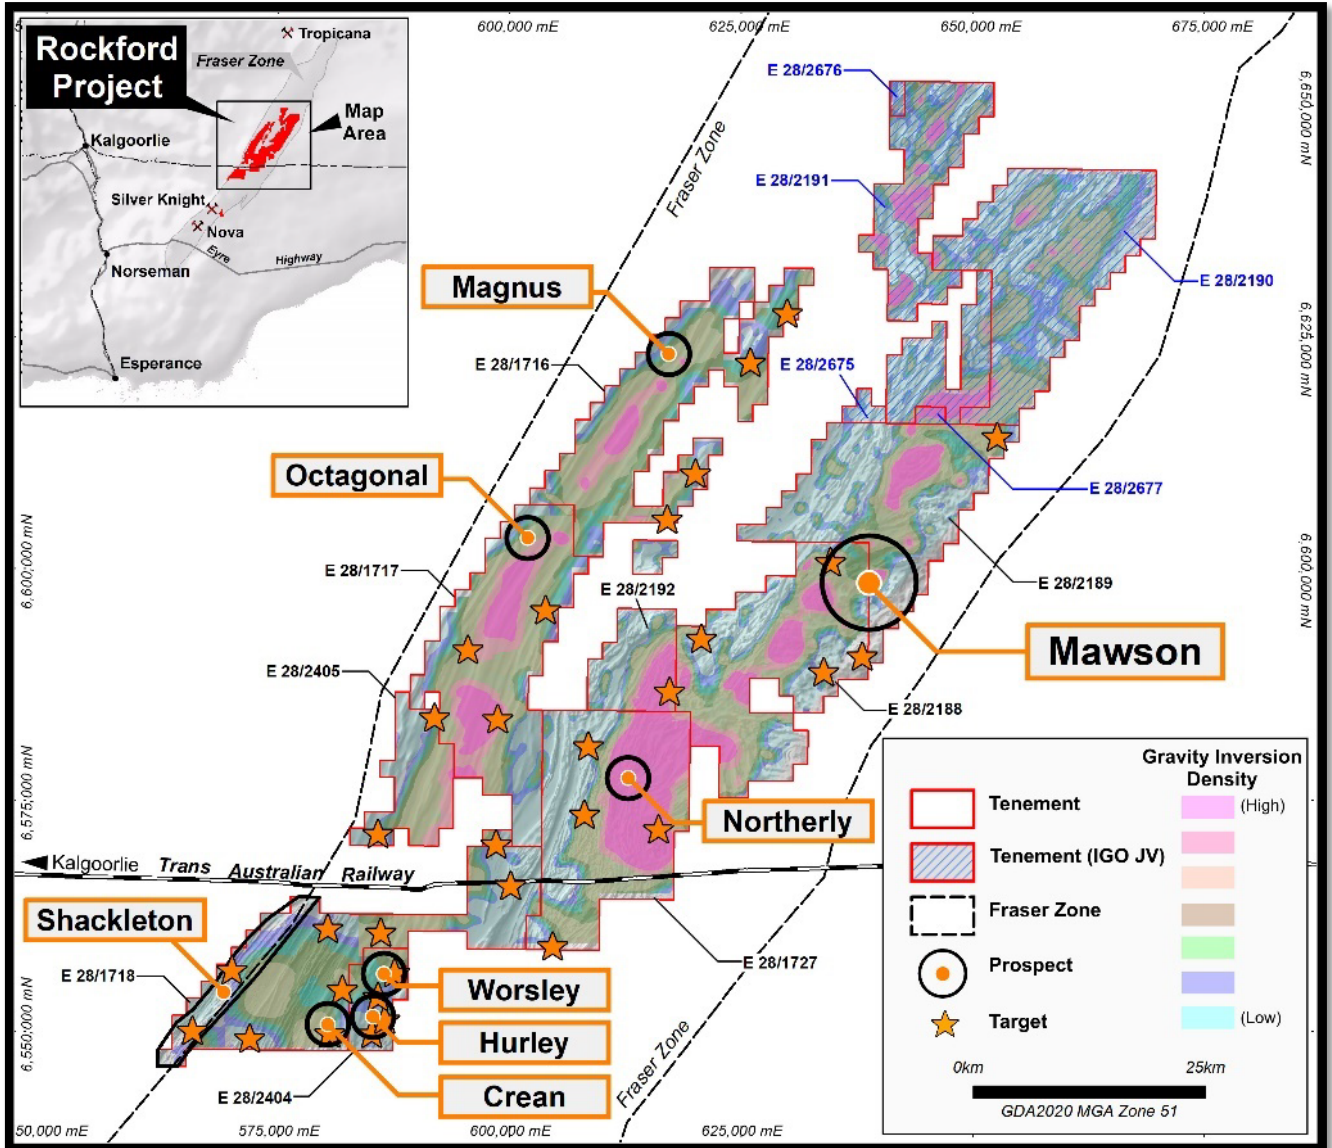 600,000 mE
625,000 mE
650,000 mE
675,000 mE
Rockford
Project
Tropicana
Fraser Zone
Map
Area
Kalgoorlie
Silver Knight
Nova
Eyre
Highway
Norseman
Esperance
E 28/2676
6,650,000 mN
Fraser Zone
E 28/2191
E 28/2190
Magnus
E 28/1716
E 28/2675
6,625,000 mN
Octagonal
E 28/2677
6,600,000 mN
E 28/1717
E 28/2192
E 28/2189
6,600,000 mN
Mawson
E 28/2405
E 28/2188
6,575,000 mN
Northerly
Kalgoorlie
Trans Australian Railway
Shackleton
E 28/1718
E 28/1727
Worsley
Hurley
Crean
6,550,000 mN
E 28/2404
Fraser Zone
Gravity Inversion
Density
Tenement
(High)
Tenement (IGO JV)
Fraser Zone
Prospect
Target
(Low)
0km
25km
GDA2020 MGA Zone 51
50,000 mE
575,000 mE
600,000 mE
625,000 mE